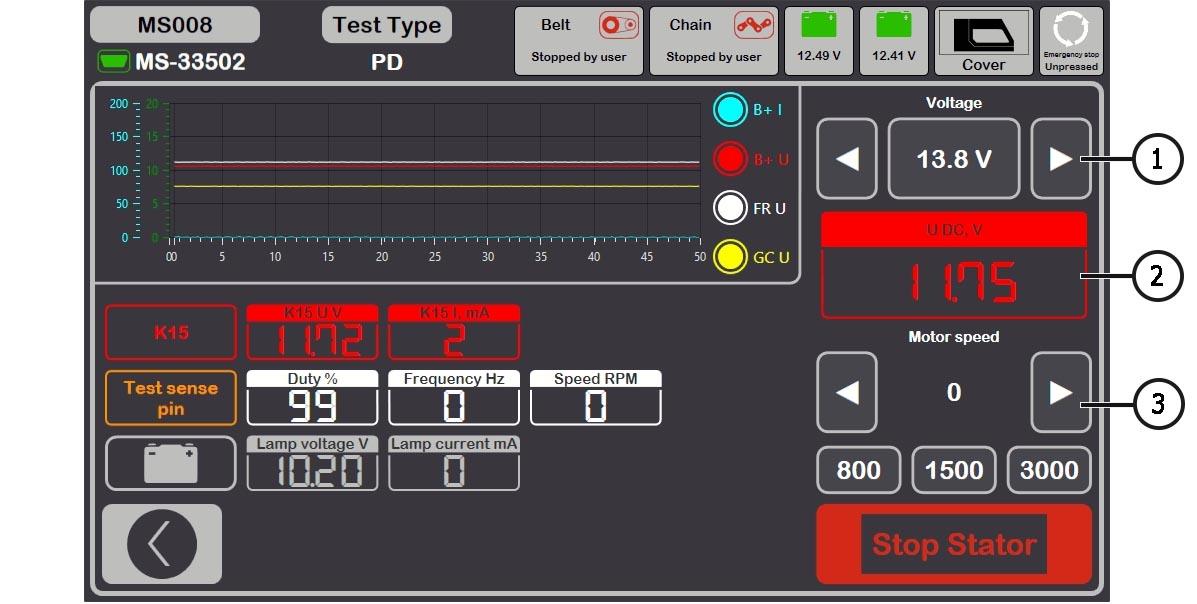 MS008
Test Type
MS-33502
PD
Belt
Stopped by user
Chain
Stopped by user
12.49 V
12.41 V
Cover
Emergency stop
Unpressed
200
150
100
50
0
20
15
10
5
0
00 5 10 15 20 25 30 35 40 45 50
B+ I
B+ U
FR U
GC U
Voltage
13.8 V
1
U DC, V
11.75
2
Motor speed
0
3
800 1500 3000
Stop Stator
K15
K15 U V
11.72
K15 I, mA
2
Test sense
pin
Duty %
99
Frequency Hz
0
Speed RPM
0
Lamp voltage V
10.20
Lamp current mA
0